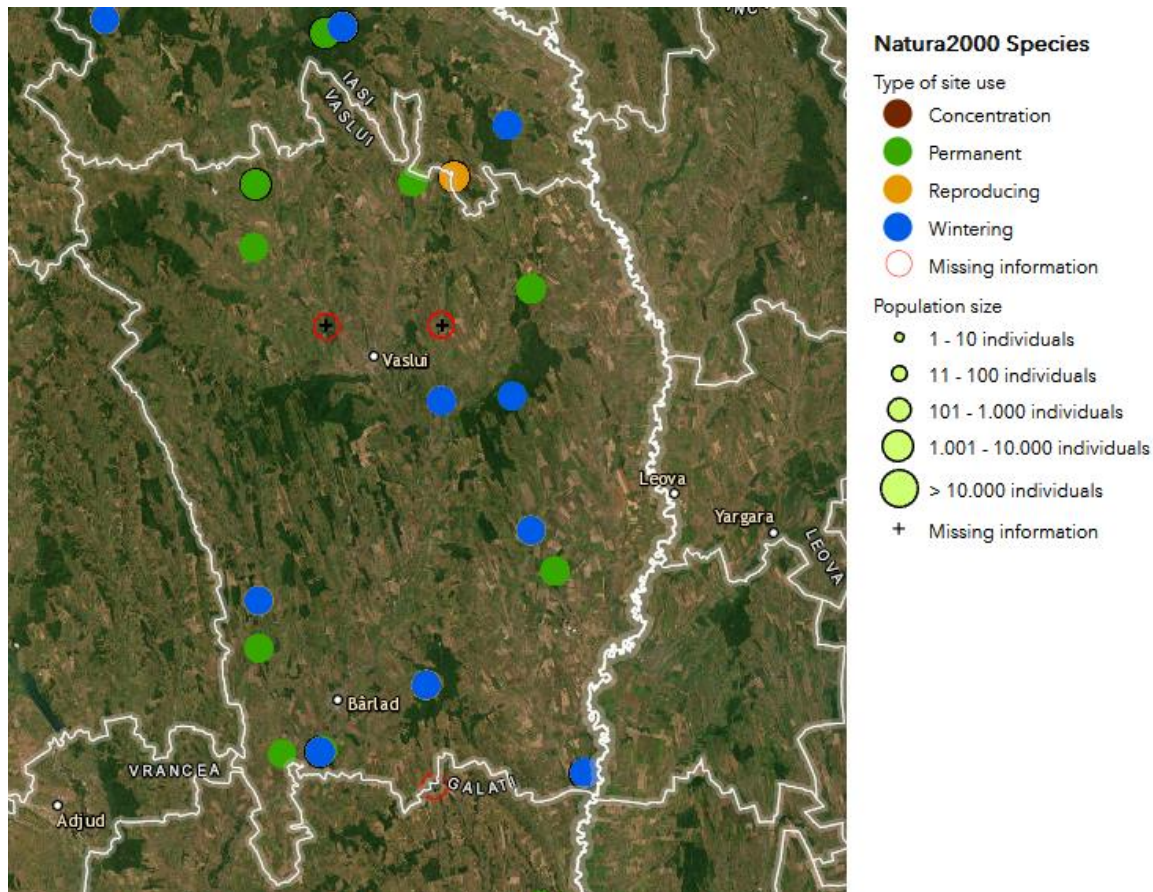 INC
IASI
VASLUI
Vaslui
Leova
Yargara
LEOVA
Bârlad
VRANCEA
GALATI
Adjud
Natura2000 Species
Type of site use
Concentration
Permanent
Reproducing
Wintering
Missing information
Population size
1 - 10 individuals
11 - 100 individuals
101 - 1.000 individuals
1.001 - 10.000 individuals
> 10.000 individuals
+ Missing information